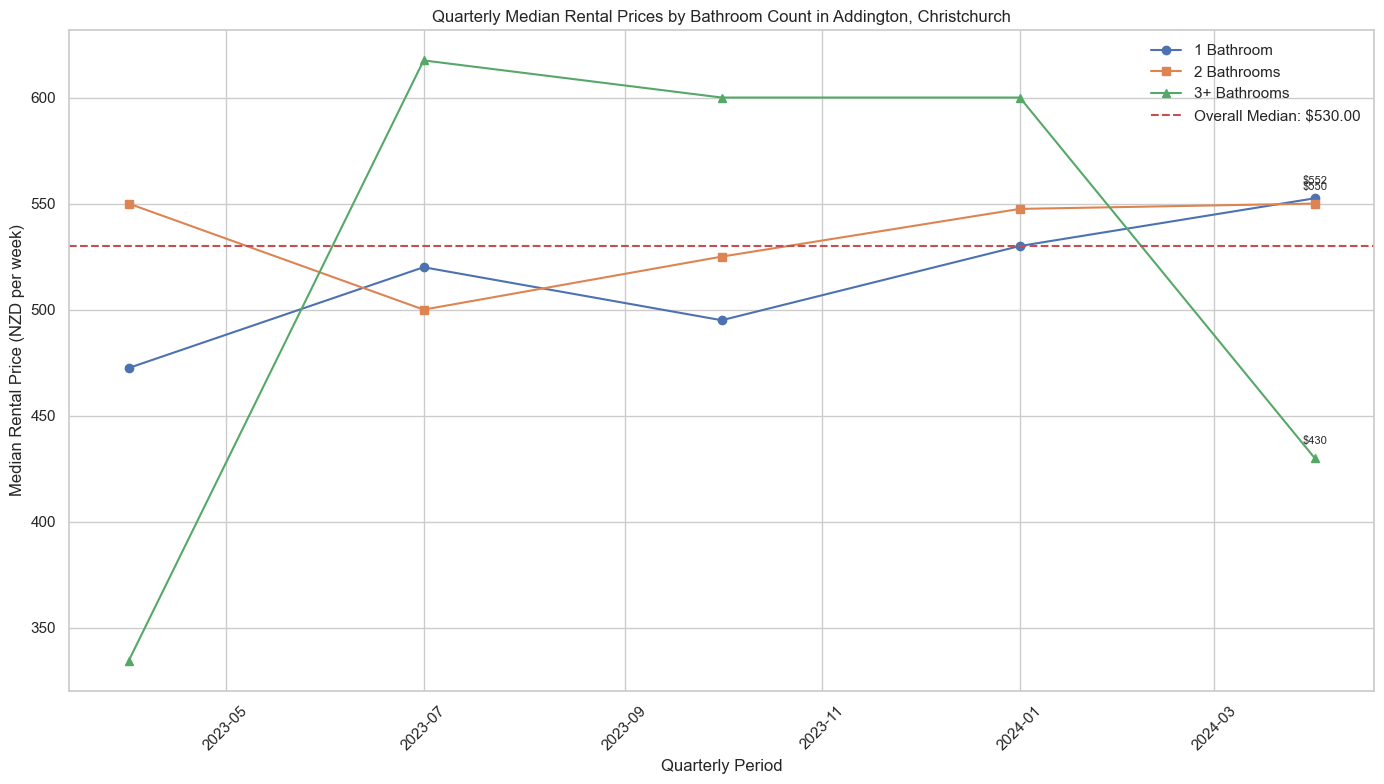 Quarterly Median Rental Prices by Bathroom Count in Addington, Christchurch
1 Bathroom
2 Bathrooms
3+ Bathrooms
Overall Median: $530.00
Median Rental Price (NZD per week)
600
550
500
450
400
350
$552
$550
$430
2023-05
2023-07
2023-09
2023-11
2024-01
2024-03
Quarterly Period